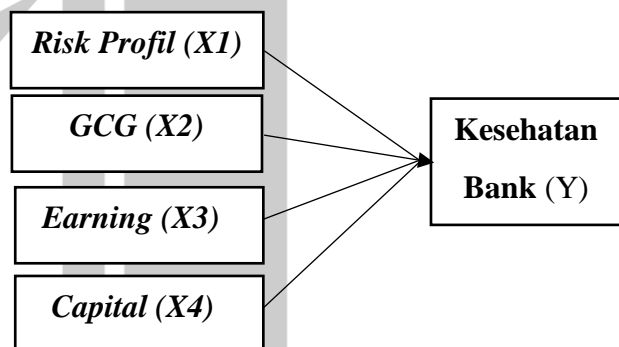 Risk Profil (X1)
GCG (X2)
Earning (X3)
Capital (X4)
Kesehatan
Bank (Y)